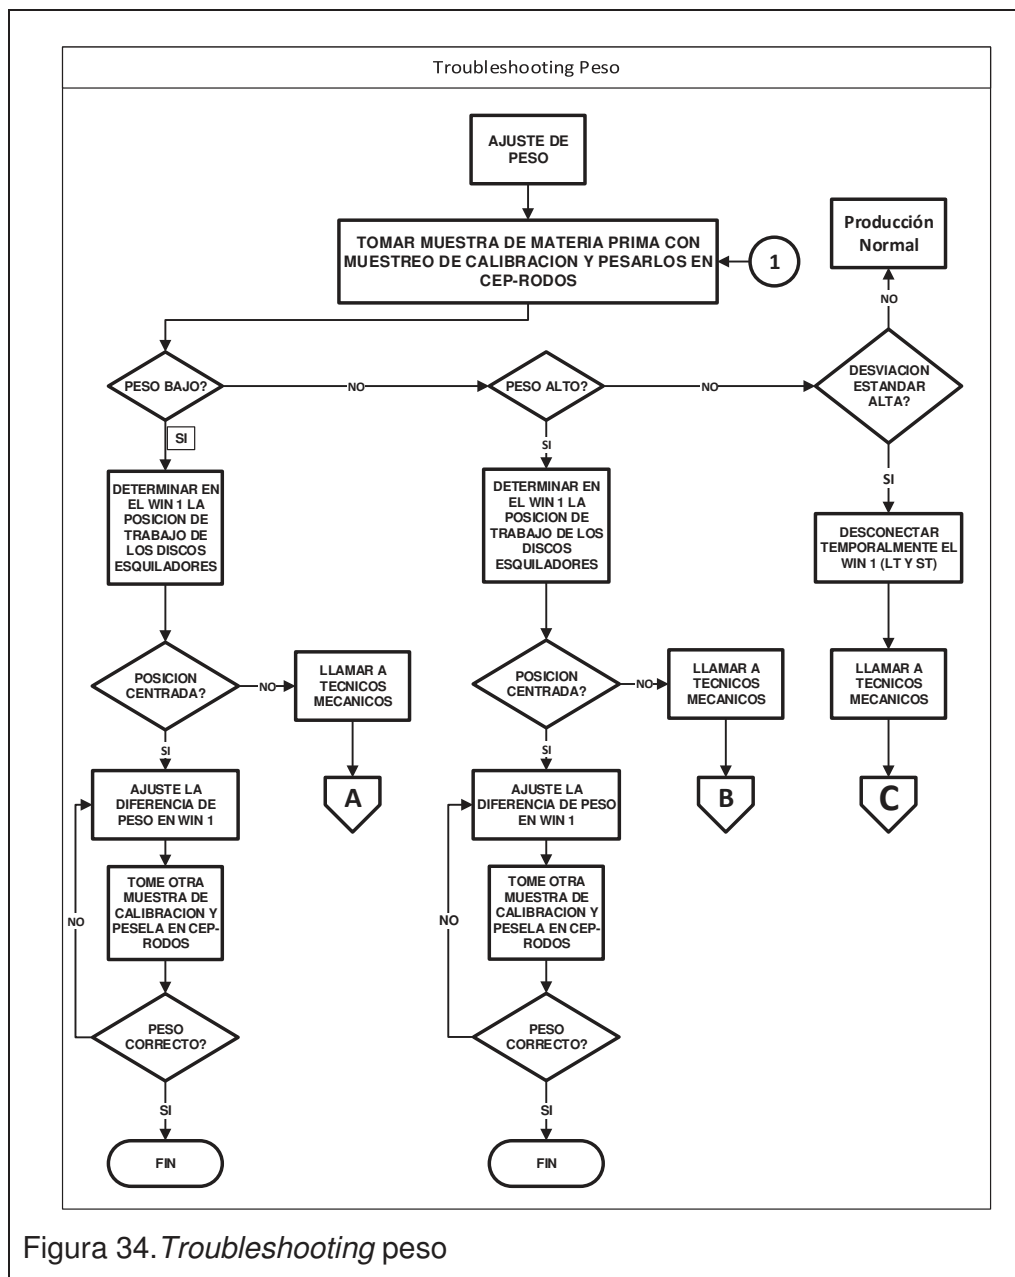 Troubleshooting Peso
AJUSTE DE
PESO
TOMAR MUESTRA DE MATERIA PRIMA CON
MUESTREO DE CALIBRACION Y PESARLOS EN
CEP-RODOS
1
Producción
Normal
NO
PESO BAJO?
NO
PESO ALTO?
NO
DESVIACION
ESTANDAR
ALTA?
SI
SI
SI
DETERMINAR EN
EL WIN 1 LA
POSICION DE
TRABAJO DE
LOS DISCOS
ESQUILADORES
DETERMINAR EN
EL WIN 1 LA
POSICION DE
TRABAJO DE LOS
DISCOS
ESQUILADORES
DESCONECTAR
TEMPORALMENTE EL
WIN 1 (LT Y ST)
POSICION
CENTRADA?
NO
LLAMAR A
TECNICOS
MECANICOS
POSICION
CENTRADA?
NO
LLAMAR A
TECNICOS
MECANICOS
LLAMAR A
TECNICOS
MECANICOS
SI
SI
AJUSTE LA
DIFERENCIA DE
PESO EN WIN 1
A
AJUSTE LA
DIFERENCIA DE PESO
EN WIN 1
B
C
TOME OTRA
MUESTRA DE
CALIBRACION Y
PESELA EN CEP-
RODOS
NO
TOME OTRA
MUESTRA DE
CALIBRACION Y
PESELA EN CEP-
RODOS
NO
PESO
CORRECTO?
PESO
CORRECTO?
SI
SI
FIN
FIN
Figura 34.Troubleshooting peso